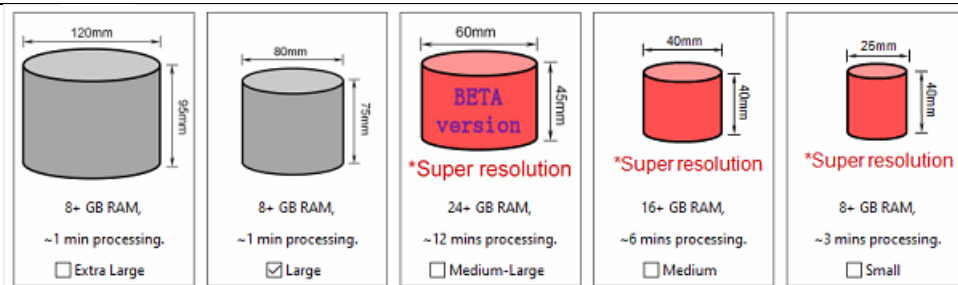 120mm
95mm
8+ GB RAM,
~1 min processing.
Extra Large
80mm
75mm
8+ GB RAM,
~1 min processing.
Large
60mm
45mm
BETA
version
*Super resolution
24+ GB RAM,
~12 mins processing.
Medium-Large
40mm
40mm
*Super resolution
16+ GB RAM,
~6 mins processing.
Medium
26mm
40mm
*Super resolution
8+ GB RAM,
~3 mins processing.
Small